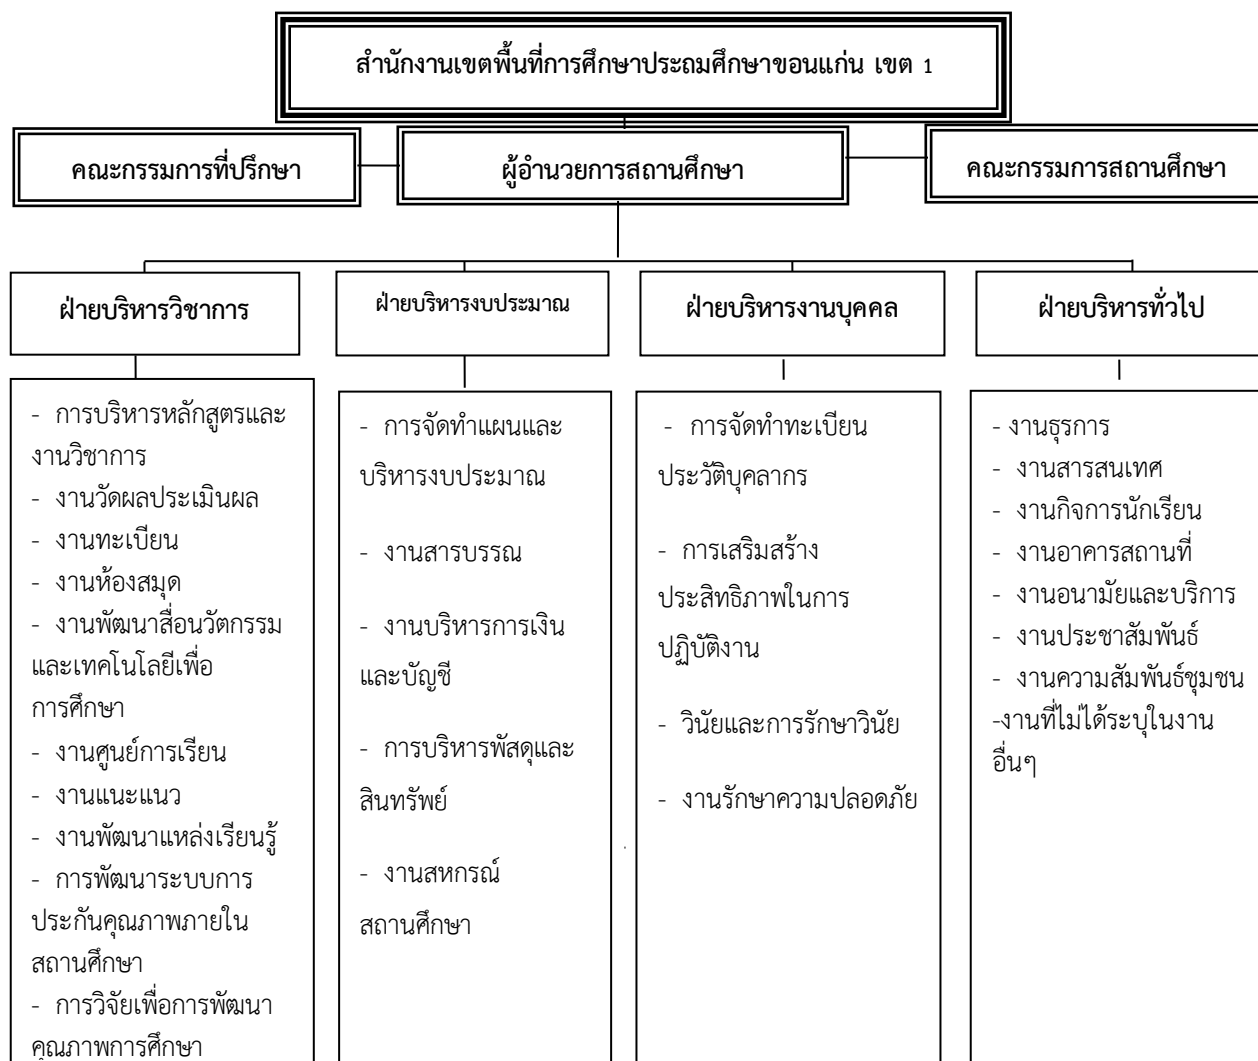 สำนักงานเขตพื้นที่การศึกษาประถมศึกษาขอนแก่น เขต 1
คณะกรรมการที่ปรึกษา
ผู้อำนวยการสถานศึกษา
คณะกรรมการสถานศึกษา
ฝ่ายบริหารวิชาการ
ฝ่ายบริหารงบประมาณ
ฝ่ายบริหารงานบุคคล
ฝ่ายบริหารทั่วไป
- การบริหารหลักสูตรและ
งานวิชาการ
- งานวัดผลประเมินผล
- งานทะเบียน
- งานห้องสมุด
- งานพัฒนาสื่อนวัตกรรม
และเทคโนโลยีเพื่อ
การศึกษา
- งานศูนย์การเรียน
- งานแนะแนว
- งานพัฒนาแหล่งเรียนรู้
- การพัฒนาระบบการ
ประกันคุณภาพภายใน
สถานศึกษา
- การวิจัยเพื่อการพัฒนา
คุณภาพการศึกษา
- การจัดทำแผนและ
บริหารงบประมาณ
- งานสารบรรณ
- งานบริหารการเงิน
และบัญชี
- การบริหารพัสดุและ
สินทรัพย์
- งานสหกรณ์
สถานศึกษา
- การจัดทำทะเบียน
ประวัติบุคลากร
- การเสริมสร้าง
ประสิทธิภาพในการ
ปฏิบัติงาน
- วินัยและการรักษาวินัย
- งานรักษาความปลอดภัย
- งานธุรการ
- งานสารสนเทศ
- งานกิจการนักเรียน
- งานอาคารสถานที่
- งานอนามัยและบริการ
- งานประชาสัมพันธ์
- งานความสัมพันธ์ชุมชน
-งานที่ไม่ได้ระบุในงาน
อื่นๆ